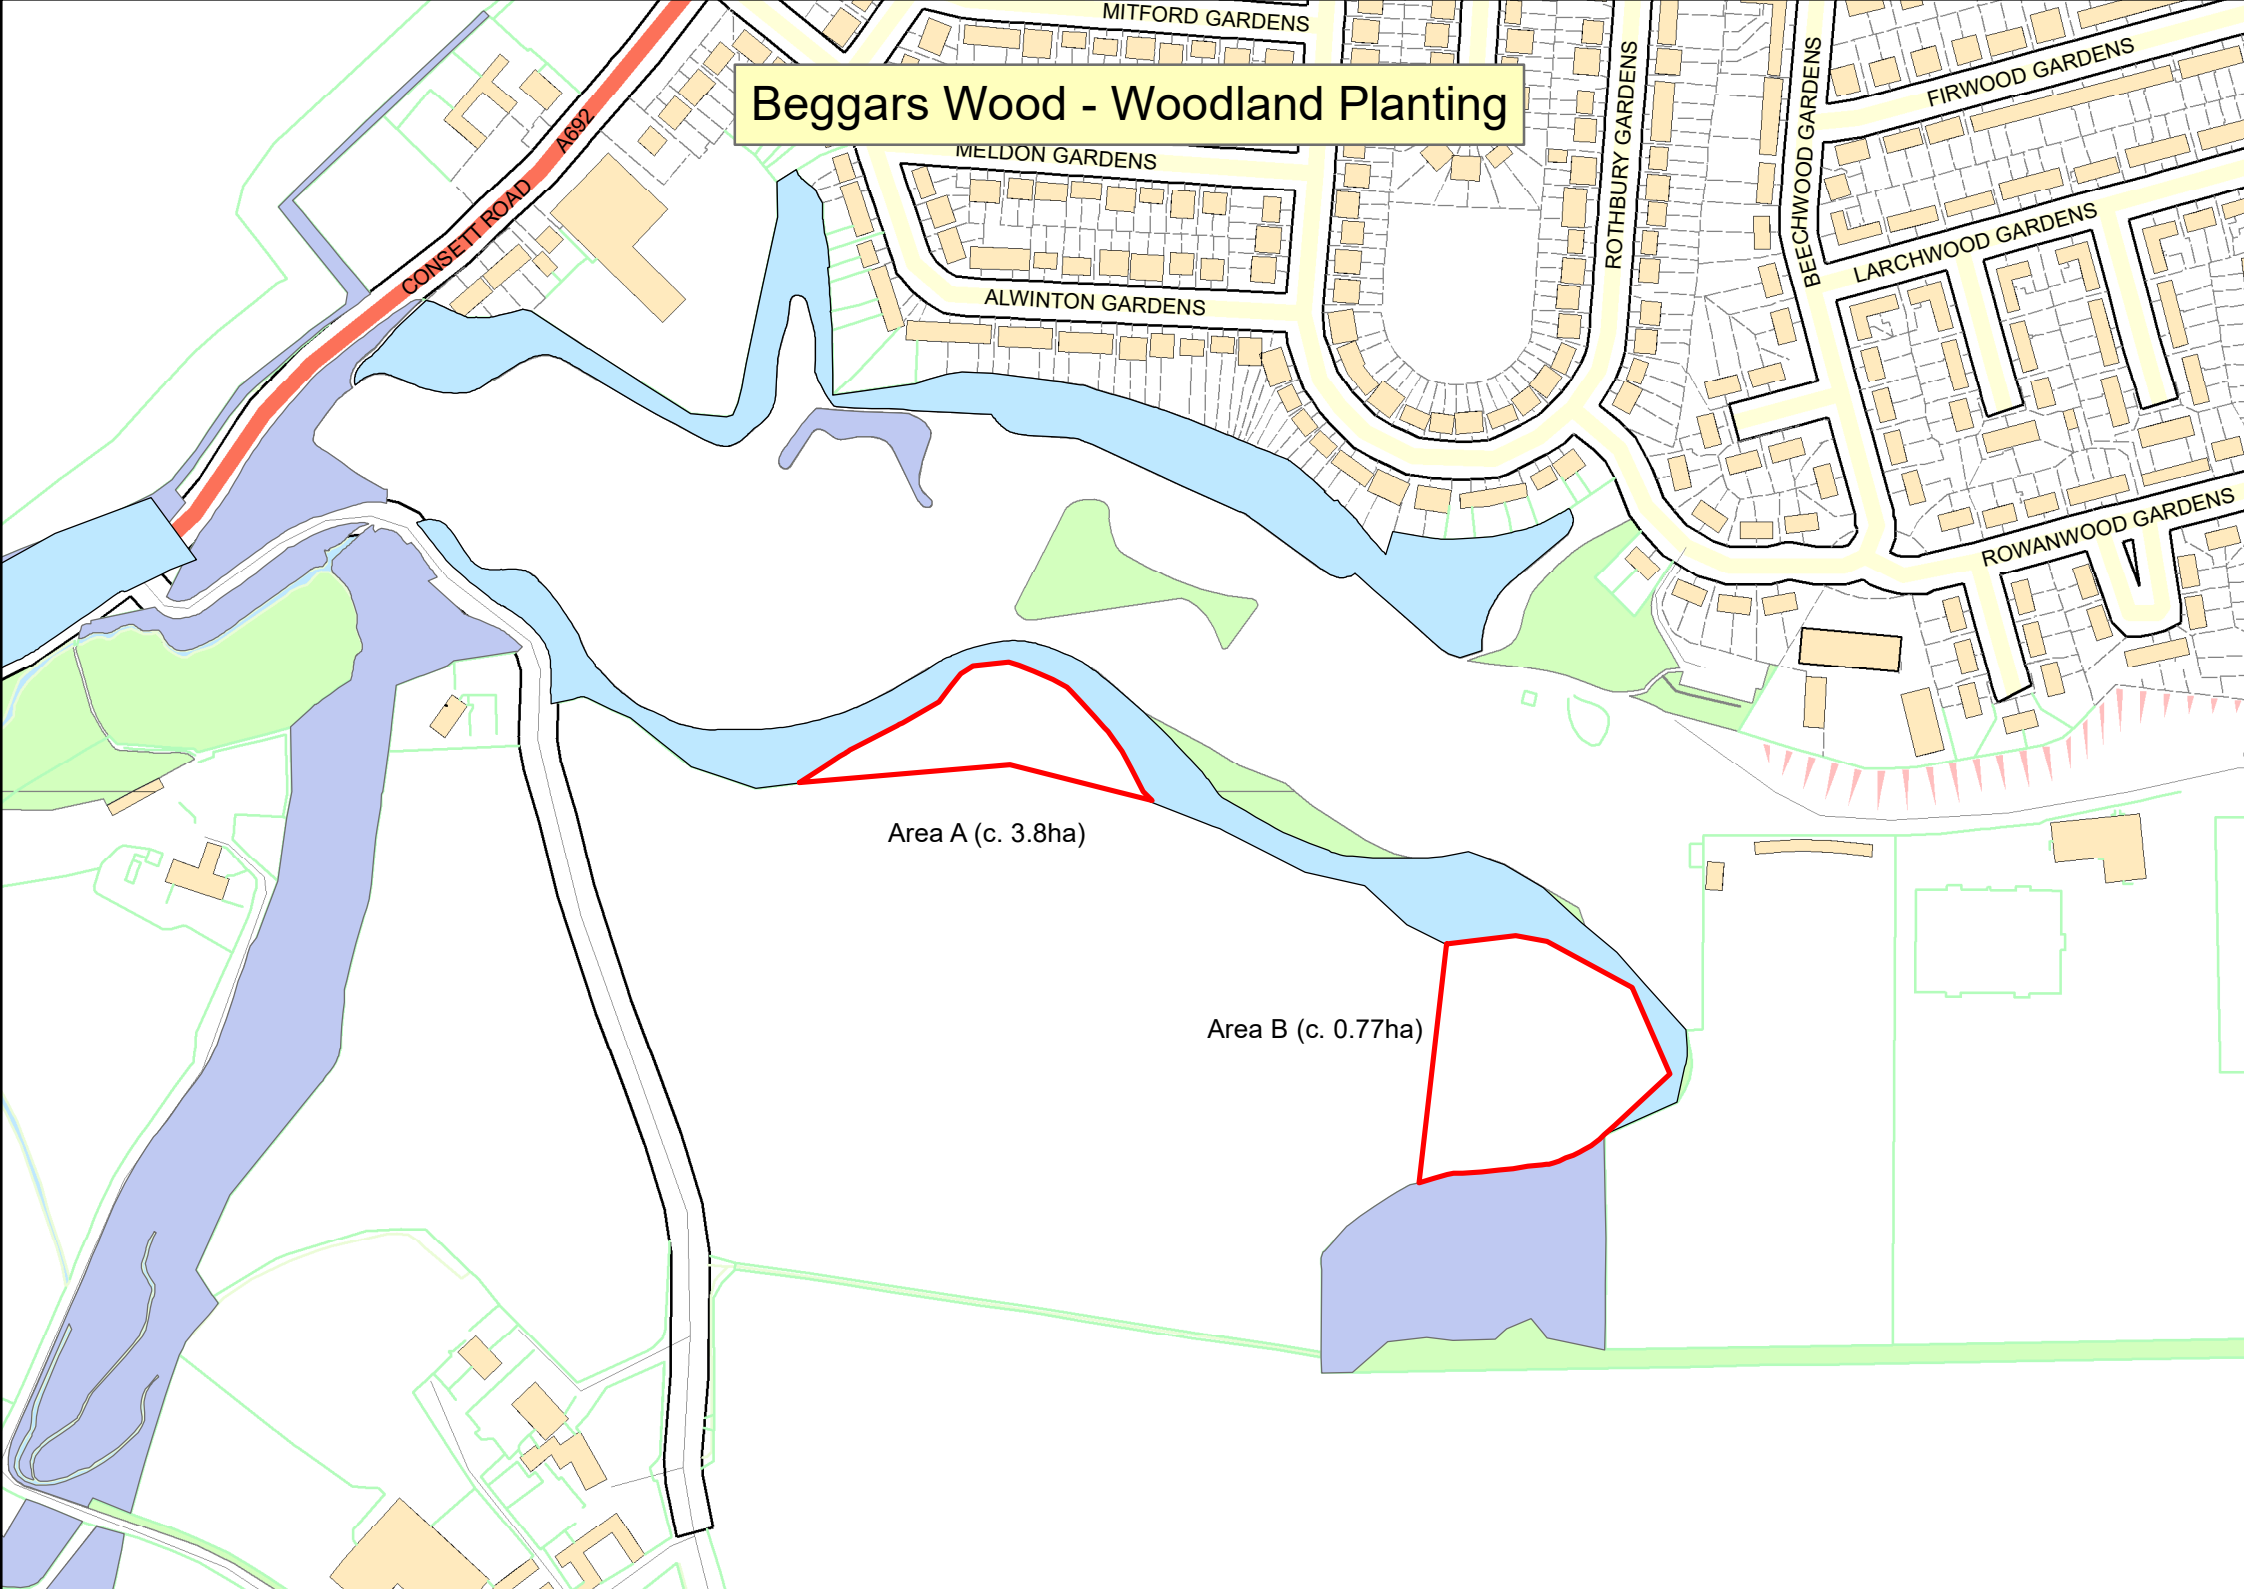 MITFORD GARDENS
Beggars Wood - Woodland Planting
FIRWOOD GARDENS
A692
MELDON GARDENS
ROTHBURY GARDENS
BEECHWOOD GARDENS
CONSETT ROAD
LARCHWOOD GARDENS
ALWINTON GARDENS
ROWANWOOD GARDENS
Area A (c. 3.8ha)
Area B (c. 0.77ha)